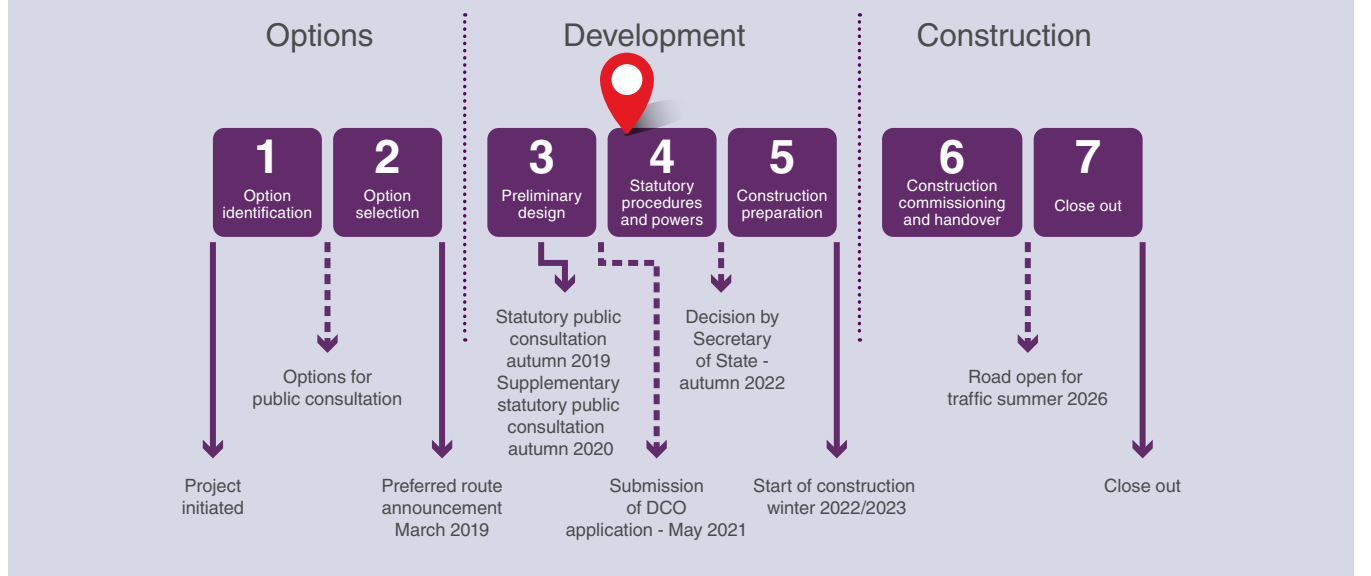 Options
Development
Construction
1
Option
identification
2
Option
selection
3
Preliminary
design
4
Statutory
procedures
and powers
5
Construction
preparation
6
Construction
commissioning
and handover
7
Close out
Project
initiated
Options for
public consultation
Preferred route
announcement
March 2019
Statutory public
consultation
autumn 2019
Supplementary
statutory public
consultation
autumn 2020
Submission
of DCO
application - May 2021
Decision by
Secretary
of State -
autumn 2022
Start of construction
winter 2022/2023
Road open for
traffic summer 2026
Close out